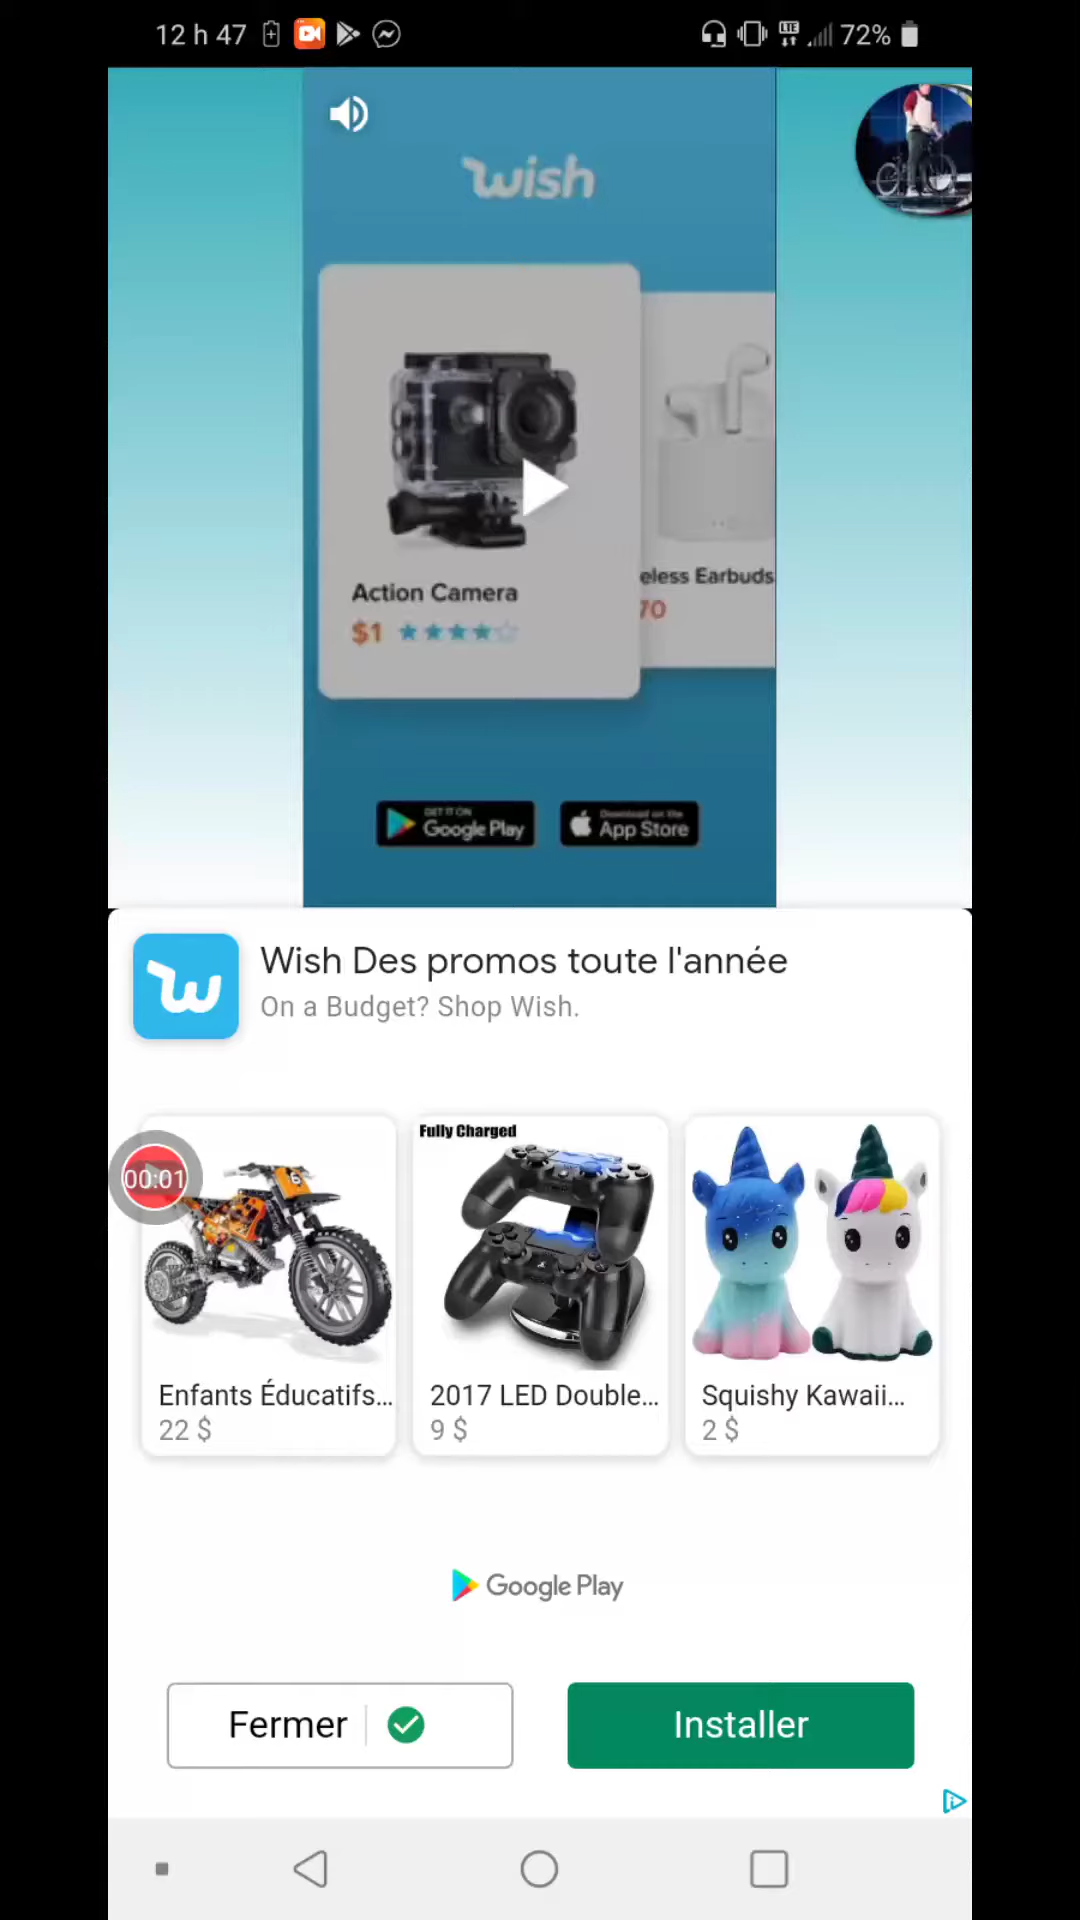 12 h 47
LTE
72%
wish
Action Camera
$1
eless Earbuds
70
GET IT ON
Google Play
Download on the
App Store
Wish Des promos toute l'année
On a Budget? Shop Wish.
00:01
Fully Charged
Enfants Éducatifs...
22 $
2017 LED Double...
9 $
Squishy Kawaii...
2 $
Google Play
Fermer
Installer